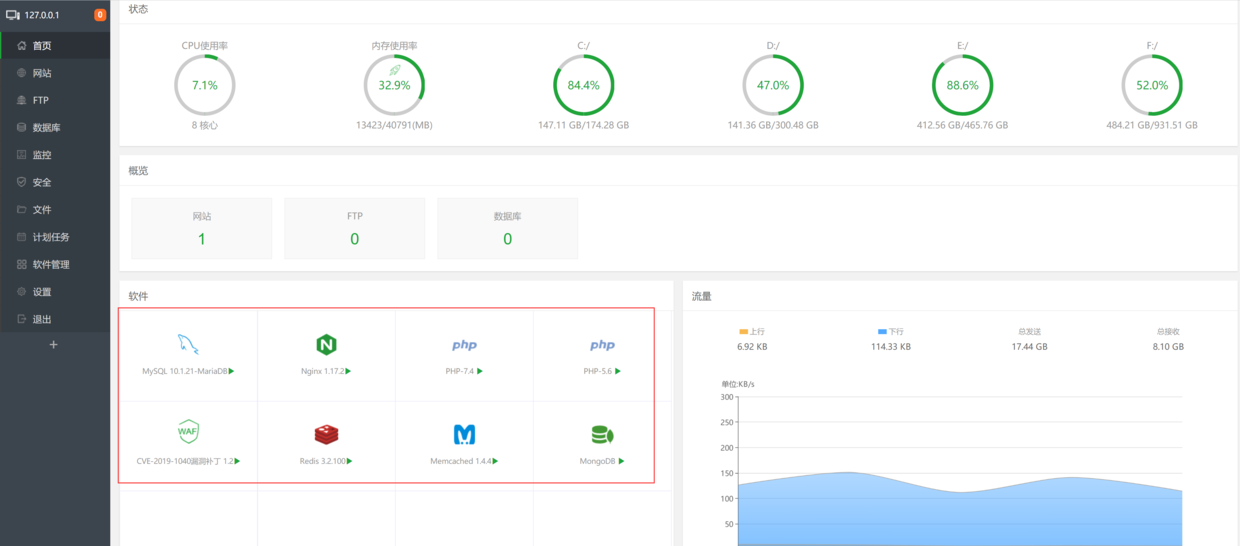 127.0.0.1
0
首页
网站
FTP
数据库
监控
安全
文件
计划任务
软件管理
设置
退出
状态
CPU使用率
内存使用率
C:/
D:/
E:/
F:/
7.1%
32.9%
84.4%
47.0%
88.6%
52.0%
8 核心
13423/40791(MB)
147.11 GB/174.28 GB
141.36 GB/300.48 GB
412.56 GB/465.76 GB
484.21 GB/931.51 GB
概览
网站
FTP
数据库
1
0
0
软件
php
php
MySQL 10.1.21-MariaDB
Nginx 1.17.2
PHP-7.4
PHP-5.6
WAF
CVE-2019-1040漏洞补丁 1.2
Redis 3.2.100
Memcached 1.4.4
MongoDB
流量
上行
下行
总发送
总接收
6.92 KB
114.33 KB
17.44 GB
8.10 GB
单位:KB/s
300
250
200
150
100
50